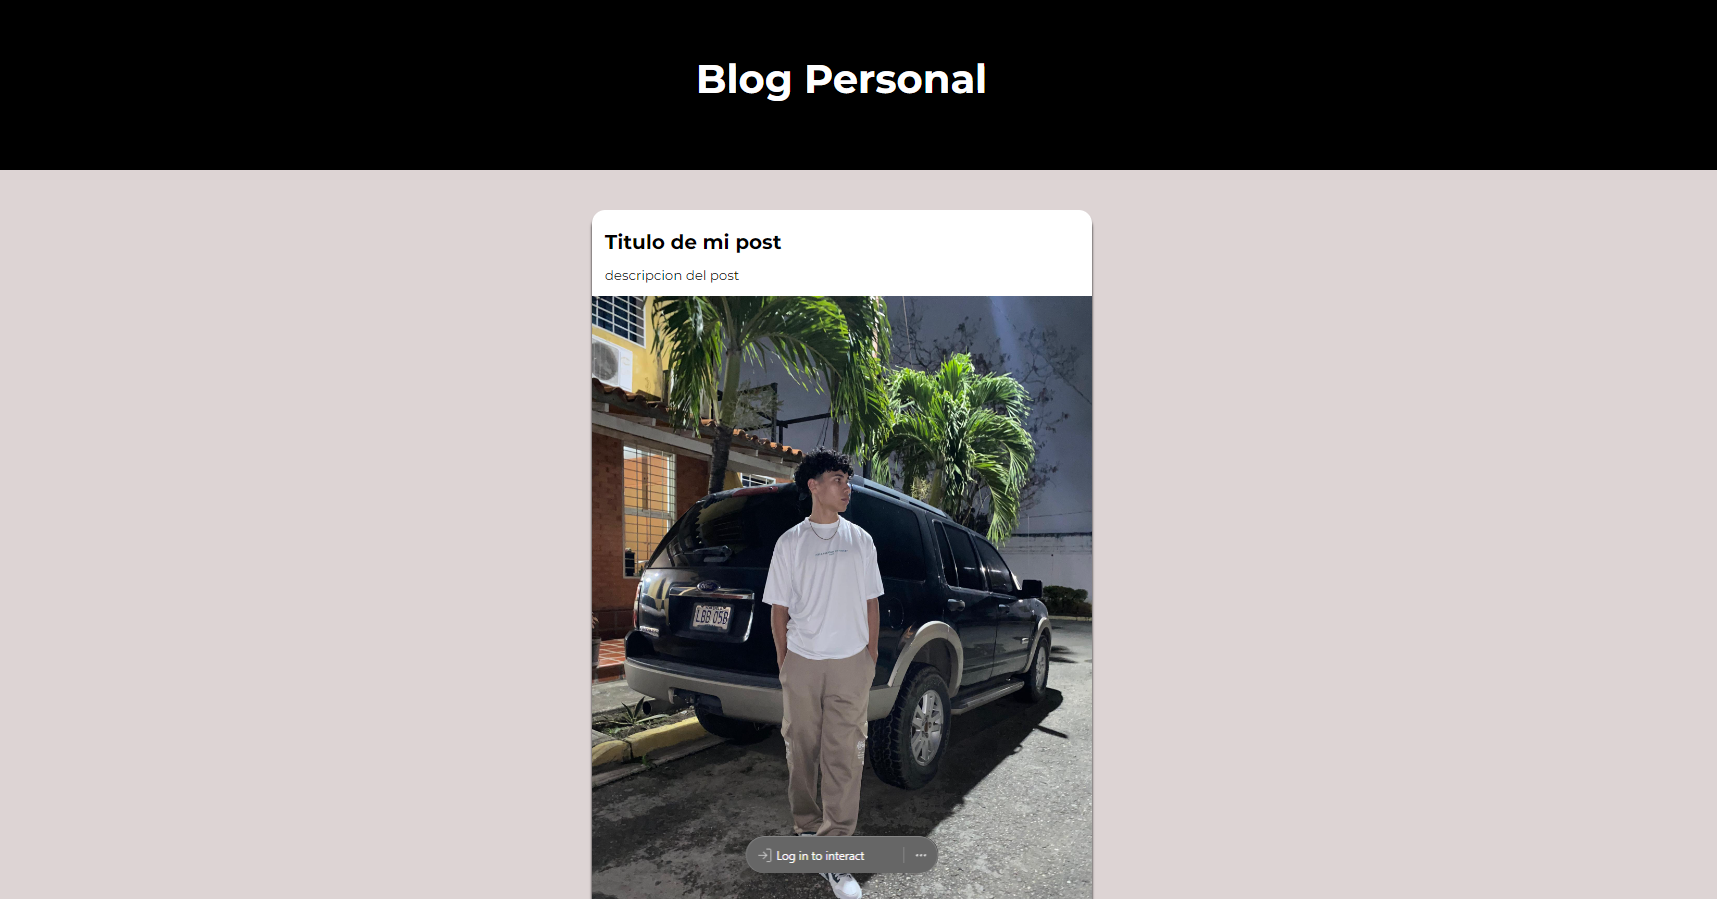 Blog Personal
Titulo de mi post
descripcion del post
LBB 05B
Log in to interact